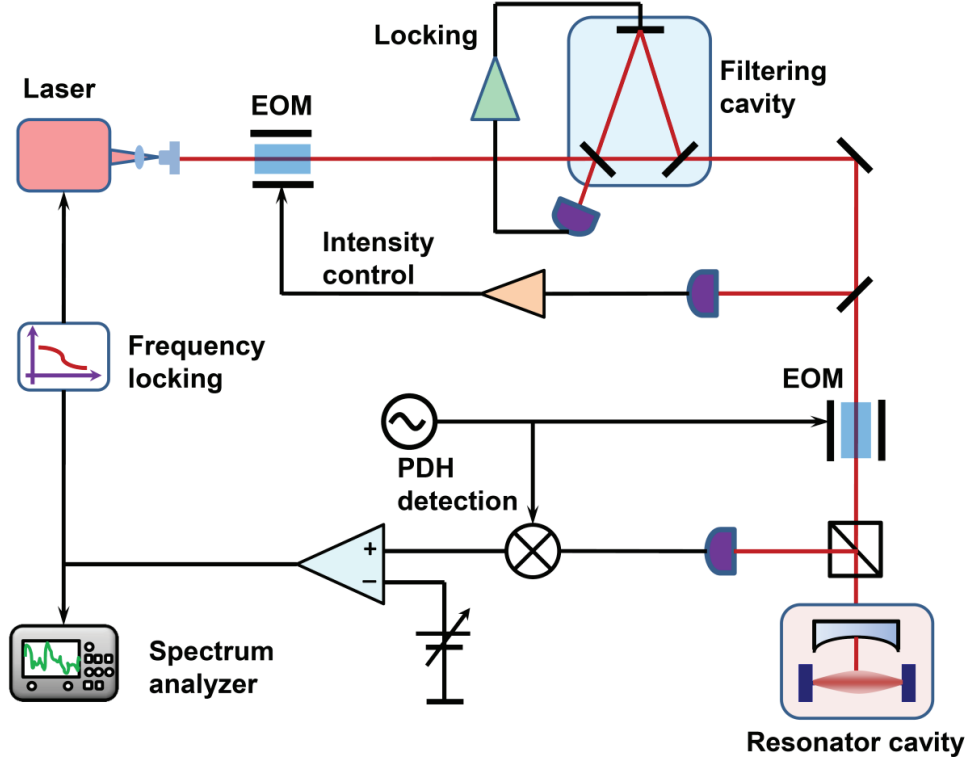 Locking
Filtering
cavity
Laser
EOM
Intensity
control
Frequency
locking
EOM
PDH
detection
+
−
Spectrum
analyzer
Resonator cavity